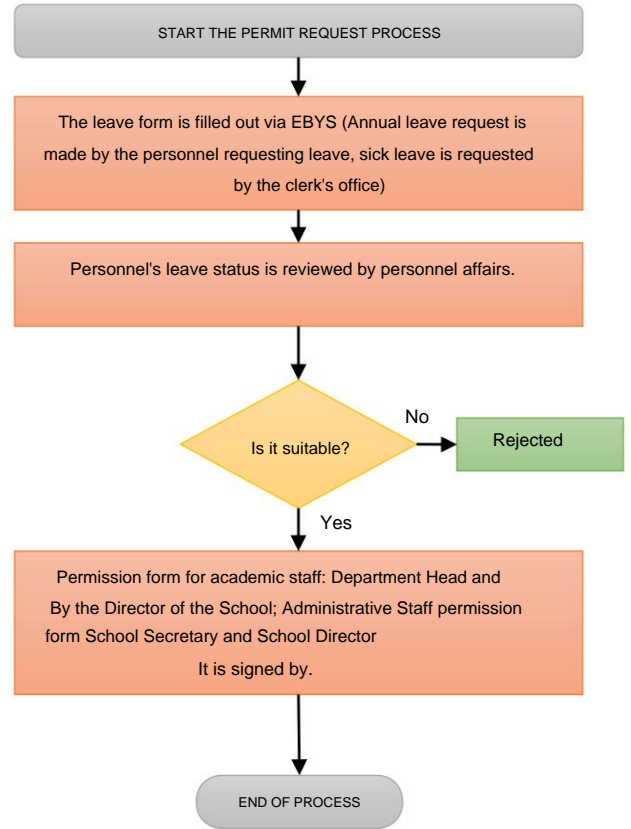 START THE PERMIT REQUEST PROCESS
The leave form is filled out via EBYS (Annual leave request is
made by the personnel requesting leave, sick leave is requested
by the clerk's office)
Personnel's leave status is reviewed by personnel affairs.
Is it suitable?
No
Rejected
Yes
Permission form for academic staff: Department Head and
By the Director of the School; Administrative Staff permission
form School Secretary and School Director
It is signed by.
END OF PROCESS